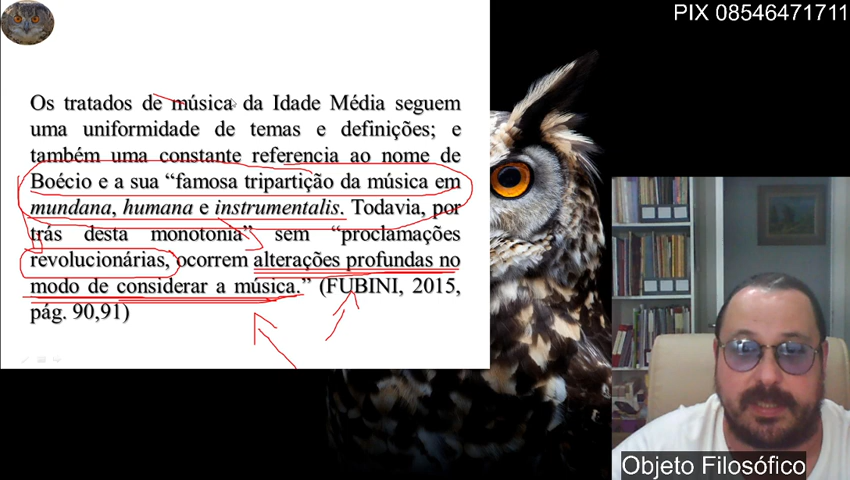 PIX 08546471711
Os tratados de música da Idade Média seguem
uma uniformidade de temas e definições; e
também uma constante referencia ao nome de
Boécio e a sua “famosa tripartição da música em
mundana, humana e instrumentalis. Todavia, por
trás desta monotonia” sem “proclamações
revolucionárias, ocorrem alterações profundas no
modo de considerar a música.” (FUBINI, 2015,
pág. 90,91)
Objeto Filosófico